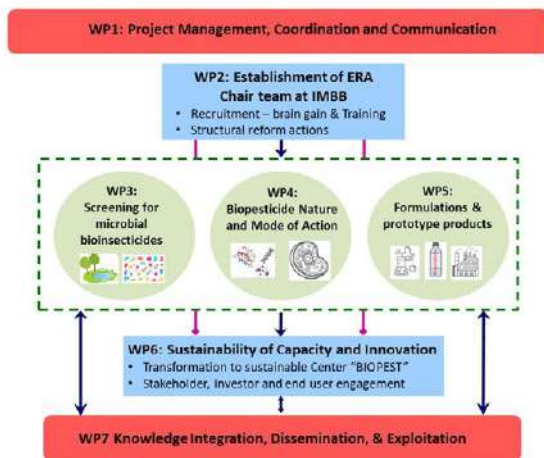 WP1: Project Management, Coordination and Communication
WP2: Establishment of ERA
Chair team at IMBB
• Recruitment – brain gain & Training
• Structural reform actions
WP3:
Screening for
microbial
bioinsecticides
WP4:
Biopesticide Nature
and Mode of Action
WP5:
Formulations &
prototype products
WP6: Sustainability of Capacity and Innovation
• Transformation to sustainable Center “BIOPEST”
• Stakeholder, investor and end user engagement
WP7 Knowledge Integration, Dissemination, & Exploitation